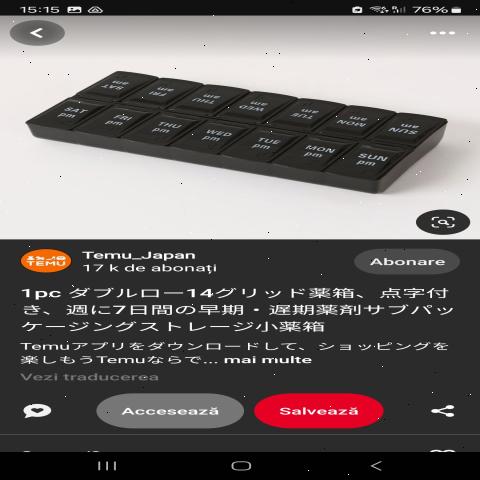 15:15
76%
SAT am
FRI am
THU am
WED am
TUE am
MON am
SUN am
SAT pm
FRI pm
THU pm
WED pm
TUE pm
MON pm
SUN pm
TEMU
Temu_Japan
17 k de abonați
Abonare
1pc ダブルロー14グリッド薬箱、点字付
き、週に7日間の早期・遅期薬剤サブパッ
ケージングストレージ小薬箱
Temuアプリをダウンロードして、ショッピングを
楽しもうTemuならで... mai multe
Vezi traducerea
Accesează
Salvează